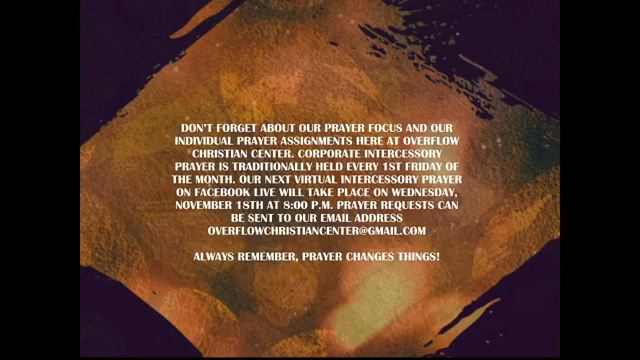 DON'T FORGET ABOUT OUR PRAYER FOCUS AND OUR
INDIVIDUAL PRAYER ASSIGNMENTS HERE AT OVERFLOW
CHRISTIAN CENTER. CORPORATE INTERCESSORY
PRAYER IS TRADITIONALLY HELD EVERY 1ST FRIDAY OF
THE MONTH. OUR NEXT VIRTUAL INTERCESSORY PRAYER
ON FACEBOOK LIVE WILL TAKE PLACE ON WEDNESDAY,
NOVEMBER 18TH AT 8:00 P.M. PRAYER REQUESTS CAN
BE SENT TO OUR EMAIL ADDRESS
OVERFLOWCHRISTIANCENTER@GMAIL.COM
ALWAYS REMEMBER, PRAYER CHANGES THINGS!